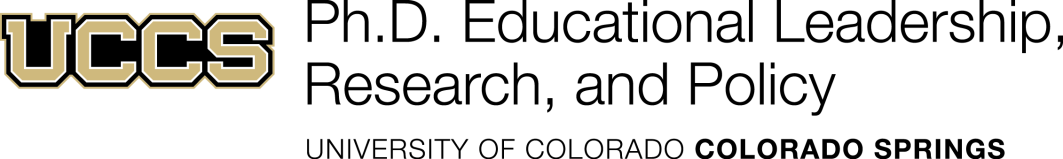 UCCS
Ph.D. Educational Leadership,
Research, and Policy
UNIVERSITY OF COLORADO COLORADO SPRINGS